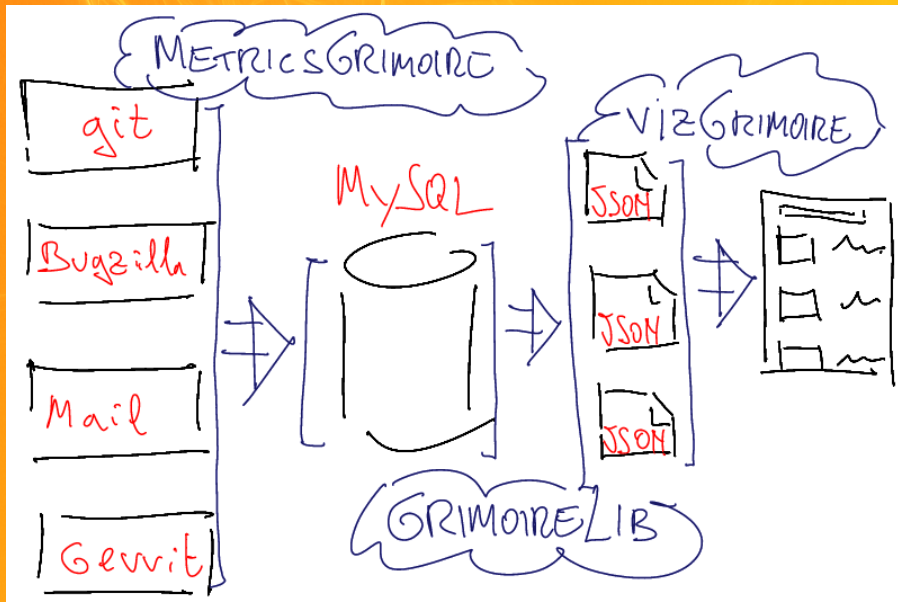 METRICSGRIMOIRE
git
Bugzilla
Mail
Gerrit
MySQL
VIZGRIMOIRE
JSON
JSON
JSON
GRIMOIRELIB